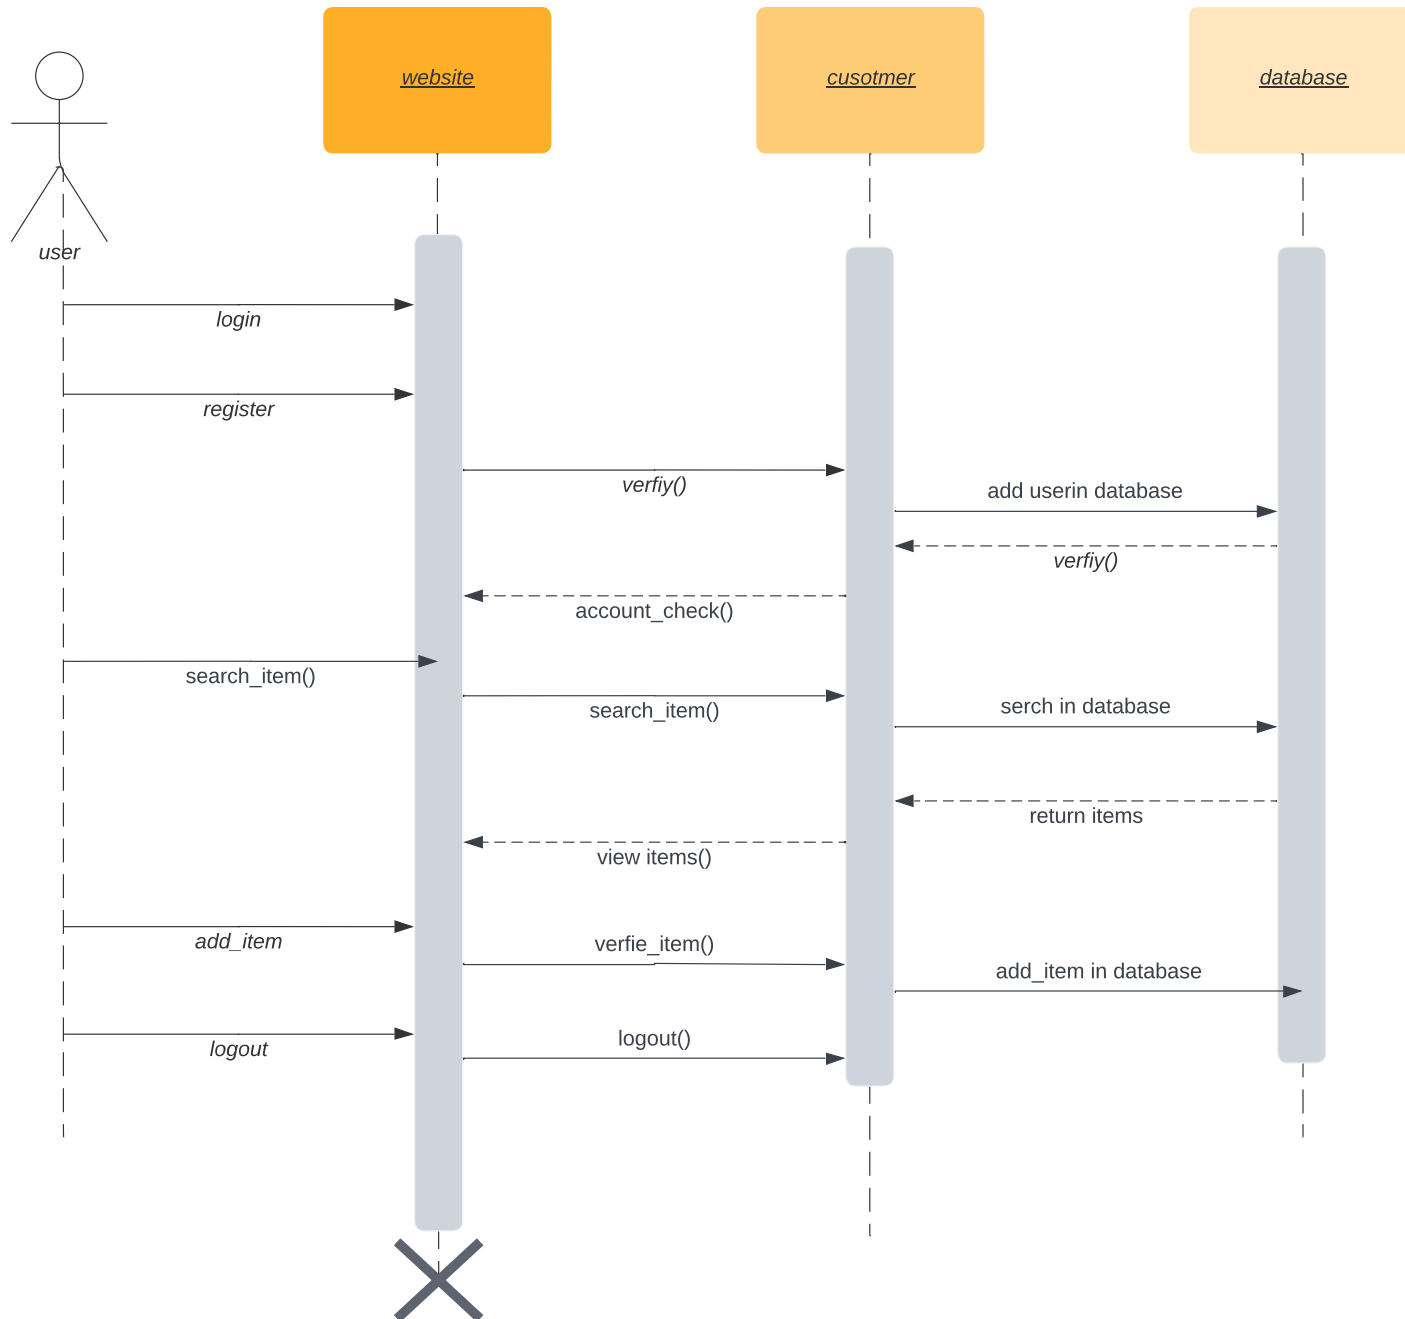 website
cusotmer
database
user
login
register
verfiy()
add userin database
verfiy()
account_check()
search_item()
search_item()
serch in database
return items
view items()
add_item
verfie_item()
add_item in database
logout
logout()